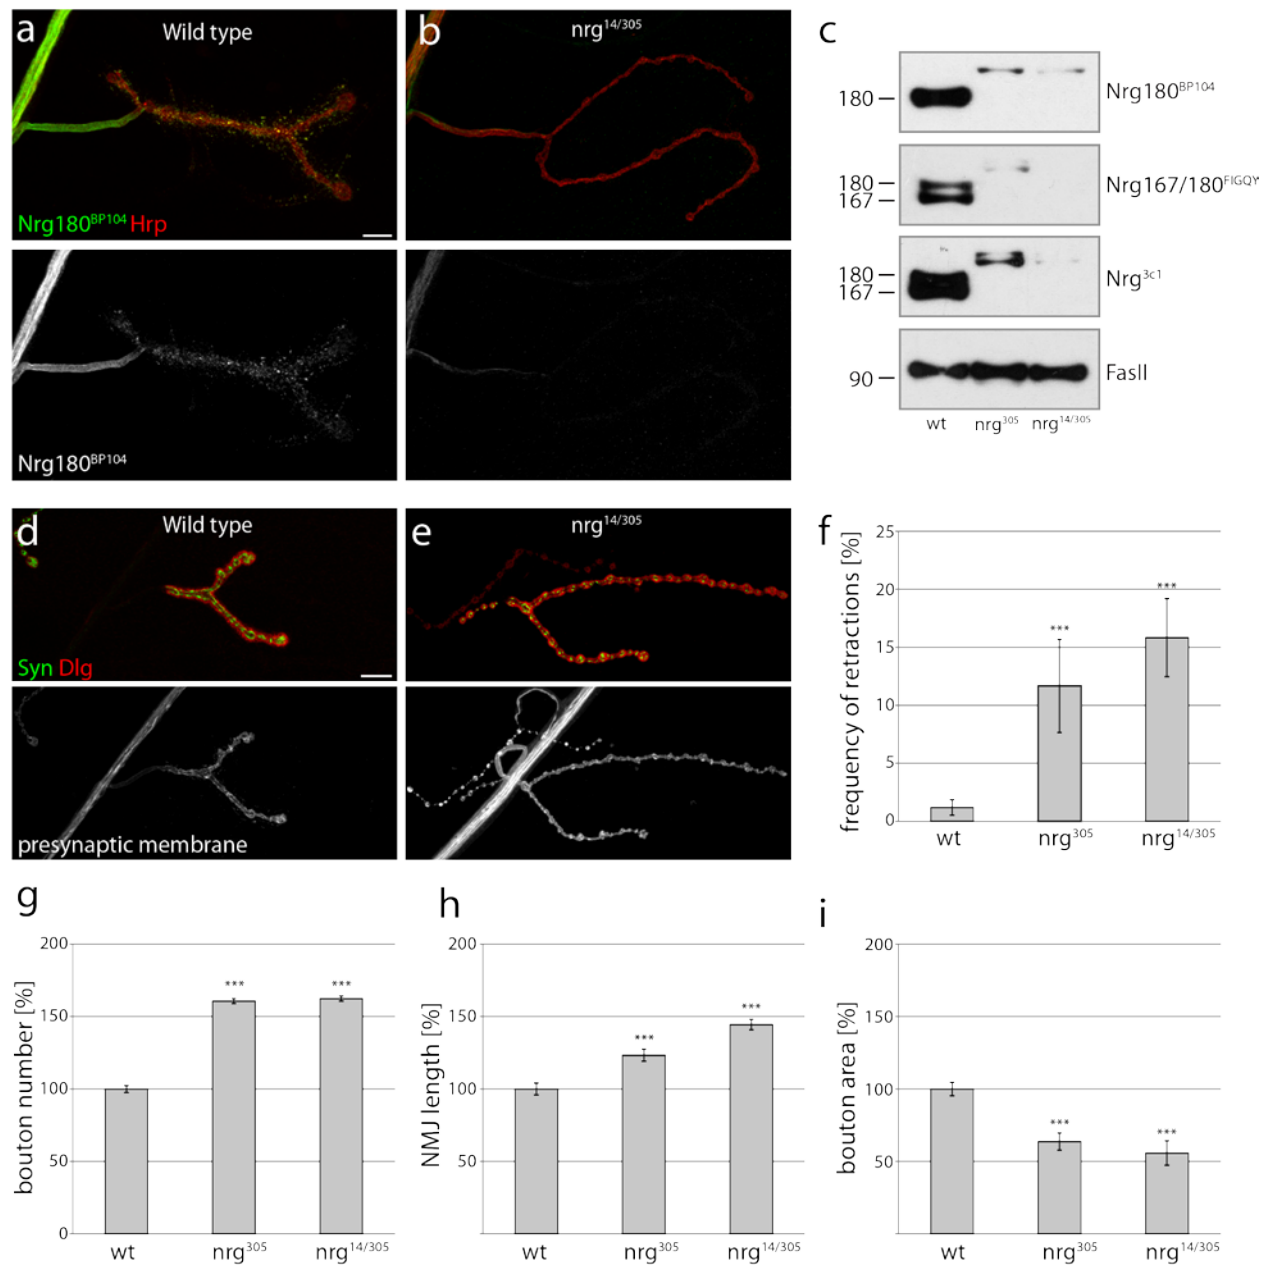 a
Wild type
Nrg180ᴮᴾ¹⁰⁴ Hrp
Nrg180ᴮᴾ¹⁰⁴
b
nrg¹⁴/³⁰⁵
c
180
Nrg180ᴮᴾ¹⁰⁴
180
167
Nrg167/180ᶠᴵᴳQY
180
167
Nrg³ᶜ¹
90
FasII
wt
nrg³⁰⁵
nrg¹⁴/³⁰⁵
d
Wild type
Syn Dlg
presynaptic membrane
e
nrg¹⁴/³⁰⁵
f
frequency of retractions [%]
25
20
15
10
5
0
***
***
wt
nrg³⁰⁵
nrg¹⁴/³⁰⁵
g
bouton number [%]
200
150
100
50
0
***
***
wt
nrg³⁰⁵
nrg¹⁴/³⁰⁵
h
NMJ length [%]
200
150
100
50
***
***
wt
nrg³⁰⁵
nrg¹⁴/³⁰⁵
i
bouton area [%]
200
150
100
50
***
***
wt
nrg³⁰⁵
nrg¹⁴/³⁰⁵